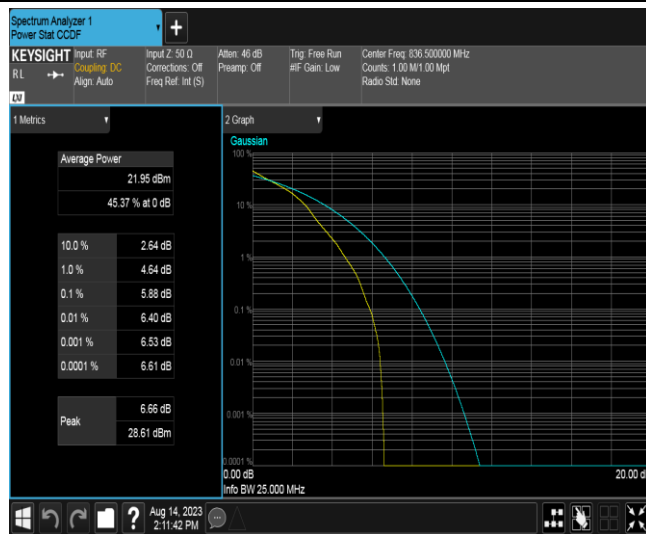 Spectrum Analyzer 1
Power Stat CCDF
+
KEYSIGHT
RL
LXI
Input: RF
Coupling: DC
Align: Auto
Input Z: 50 Ω
Corrections: Off
Freq Ref: Int (S)
Atten: 46 dB
Preamp: Off
Trig: Free Run
#IF Gain: Low
Center Freq: 836.500000 MHz
Counts: 1.00 M/1.00 Mpt
Radio Std: None
1 Metrics
Average Power
21.95 dBm
45.37 % at 0 dB
10.0 % 2.64 dB
1.0 % 4.64 dB
0.1 % 5.88 dB
0.01 % 6.40 dB
0.001 % 6.53 dB
0.0001 % 6.61 dB
Peak
6.66 dB
28.61 dBm
2 Graph
Gaussian
100 %
10 %
1 %
0.1 %
0.01 %
0.001 %
0.0001 %
0.00 dB 20.00 d
Info BW 25.000 MHz
?
Aug 14, 2023
2:11:42 PM